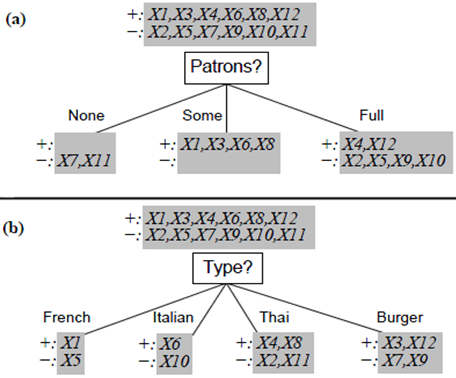 (a)
+: X1,X3,X4,X6,X8,X12
−: X2,X5,X7,X9,X10,X11
Patrons?
None Some Full
+: +: X1,X3,X6,X8 +: X4,X12
−: X7,X11 −: −: X2,X5,X9,X10
(b)
+: X1,X3,X4,X6,X8,X12
−: X2,X5,X7,X9,X10,X11
Type?
French Italian Thai Burger
+: X1 +: X6 +: X4,X8 +: X3,X12
−: X5 −: X10 −: X2,X11 −: X7,X9